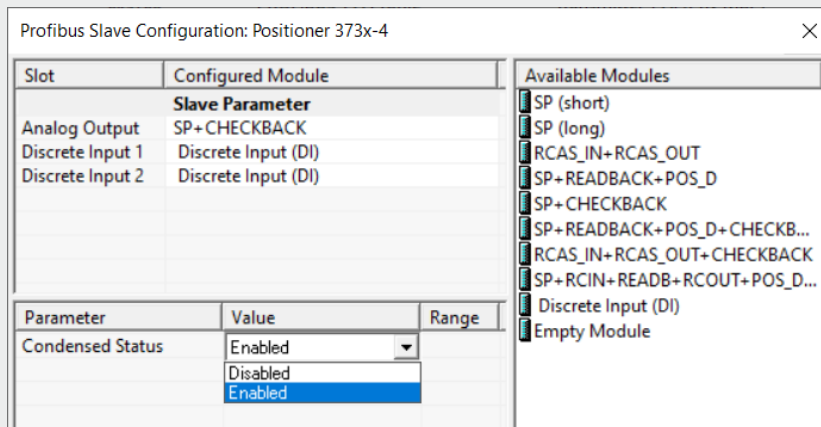 Profibus Slave Configuration: Positioner 373x-4
Slot Configured Module
Slave Parameter
Analog Output SP+CHECKBACK
Discrete Input 1 Discrete Input (DI)
Discrete Input 2 Discrete Input (DI)
Parameter Value Range
Condensed Status Enabled
Disabled
Enabled
Available Modules
SP (short)
SP (long)
RCAS_IN+RCAS_OUT
SP+READBACK+POS_D
SP+CHECKBACK
SP+READBACK+POS_D+CHECKB...
RCAS_IN+RCAS_OUT+CHECKBACK
SP+RCIN+READB+RCOUT+POS_D...
Discrete Input (DI)
Empty Module